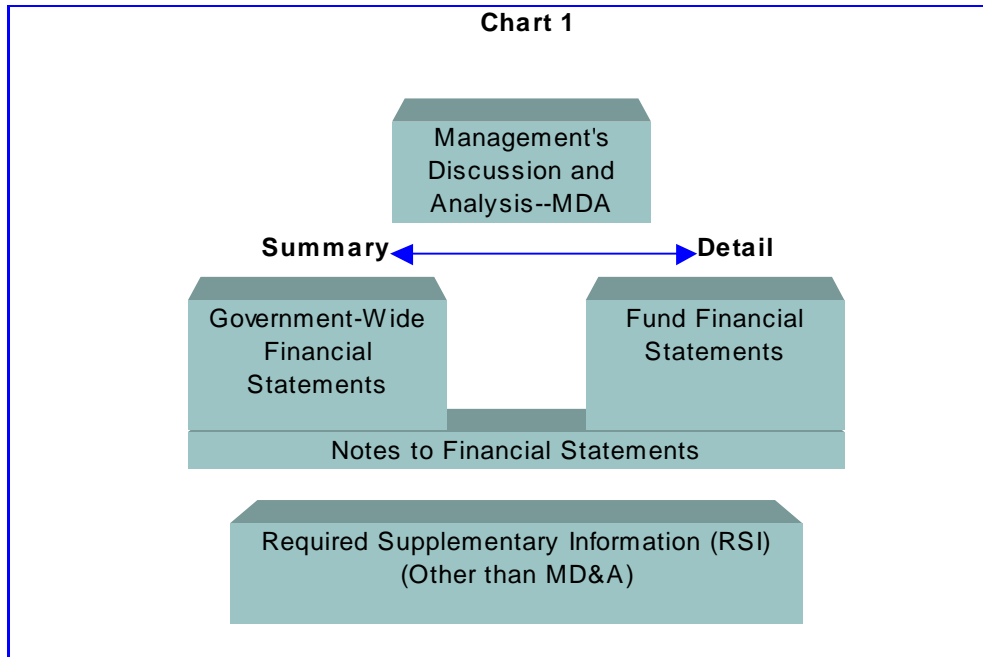 Chart 1
Management's
Discussion and
Analysis--MDA
Summary Detail
Government-Wide
Financial
Statements
Fund Financial
Statements
Notes to Financial Statements
Required Supplementary Information (RSI)
(Other than MD&A)